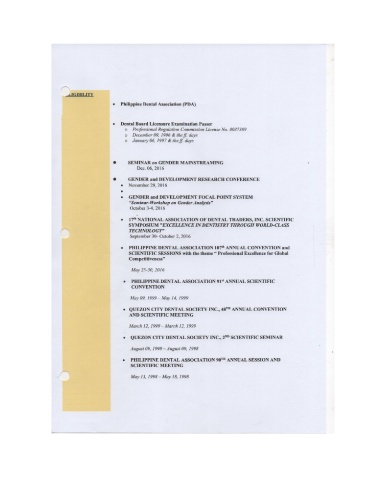 ELIGIBILITY
• Philippine Dental Association (PDA)
• Dental Board Licensure Examination Passer
o Professional Regulation Commission License No.
o December 09, 1996 & the ff. days
o January 06, 1997 & the ff. days
• SEMINAR on GENDER MAINSTREAMING
Dec. 06, 2016
• GENDER and DEVELOPMENT RESEARCH CONFERENCE
• November 29, 2016
•
• GENDER and DEVELOPMENT FOCAL POINT SYSTEM
"Seminar-Workshop on Gender Analysis"
October 3-4, 2016
• 17th NATIONAL ASSOCIATION OF DENTAL TRADERS, INC. SCIENTIFIC
SYMPOSIUM "EXCELLENCE IN DENTISTRY THROUGH WORLD-CLASS
TECHNOLOGY"
September 30- October 2, 2016
• PHILIPPINE DENTAL ASSOCIATION 107th ANNUAL CONVENTION and
SCIENTIFIC SESSIONS with the theme " Professional Excellence for Global
Competitiveness"
May 25-30, 2016
• PHILIPPINE DENTAL ASSOCIATION 91st ANNUAL SCIENTIFIC
CONVENTION
May 09, 1999 – May 14, 1999
• QUEZON CITY DENTAL SOCIETY INC., 48TH ANNUAL CONVENTION
AND SCIENTIFIC MEETING
March 12, 1999 – March 12, 1999
• QUEZON CITY DENTAL SOCIETY INC., 2ND SCIENTIFIC SEMINAR
August 09, 1998 – August 09, 1998
• PHILIPPINE DENTAL ASSOCIATION 90TH ANNUAL SESSION AND
SCIENTIFIC MEETING
May 13, 1998 – May 18, 1998